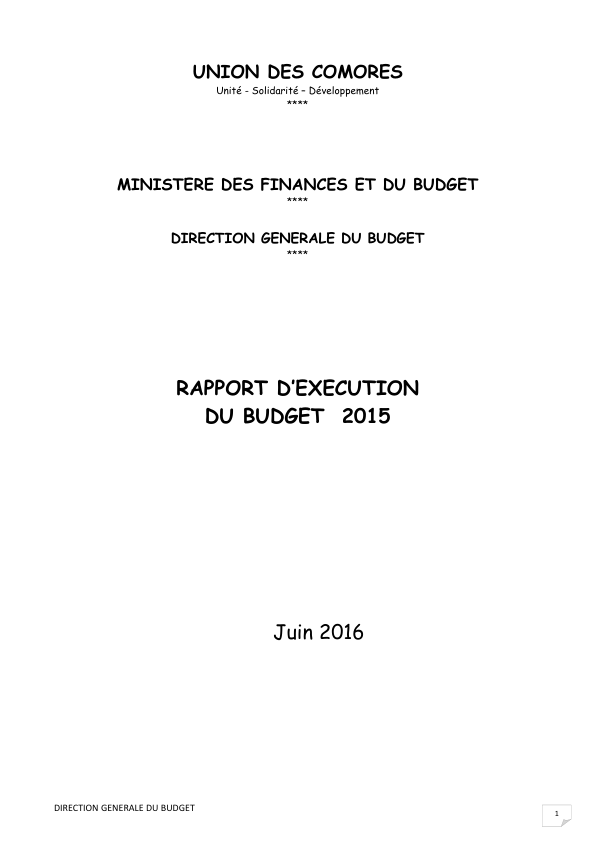 UNION DES COMORES
Unité - Solidarité – Développement
****
MINISTERE DES FINANCES ET DU BUDGET
****
DIRECTION GENERALE DU BUDGET
****
RAPPORT D’EXECUTION
DU BUDGET 2015
Juin 2016
DIRECTION GENERALE DU BUDGET
1